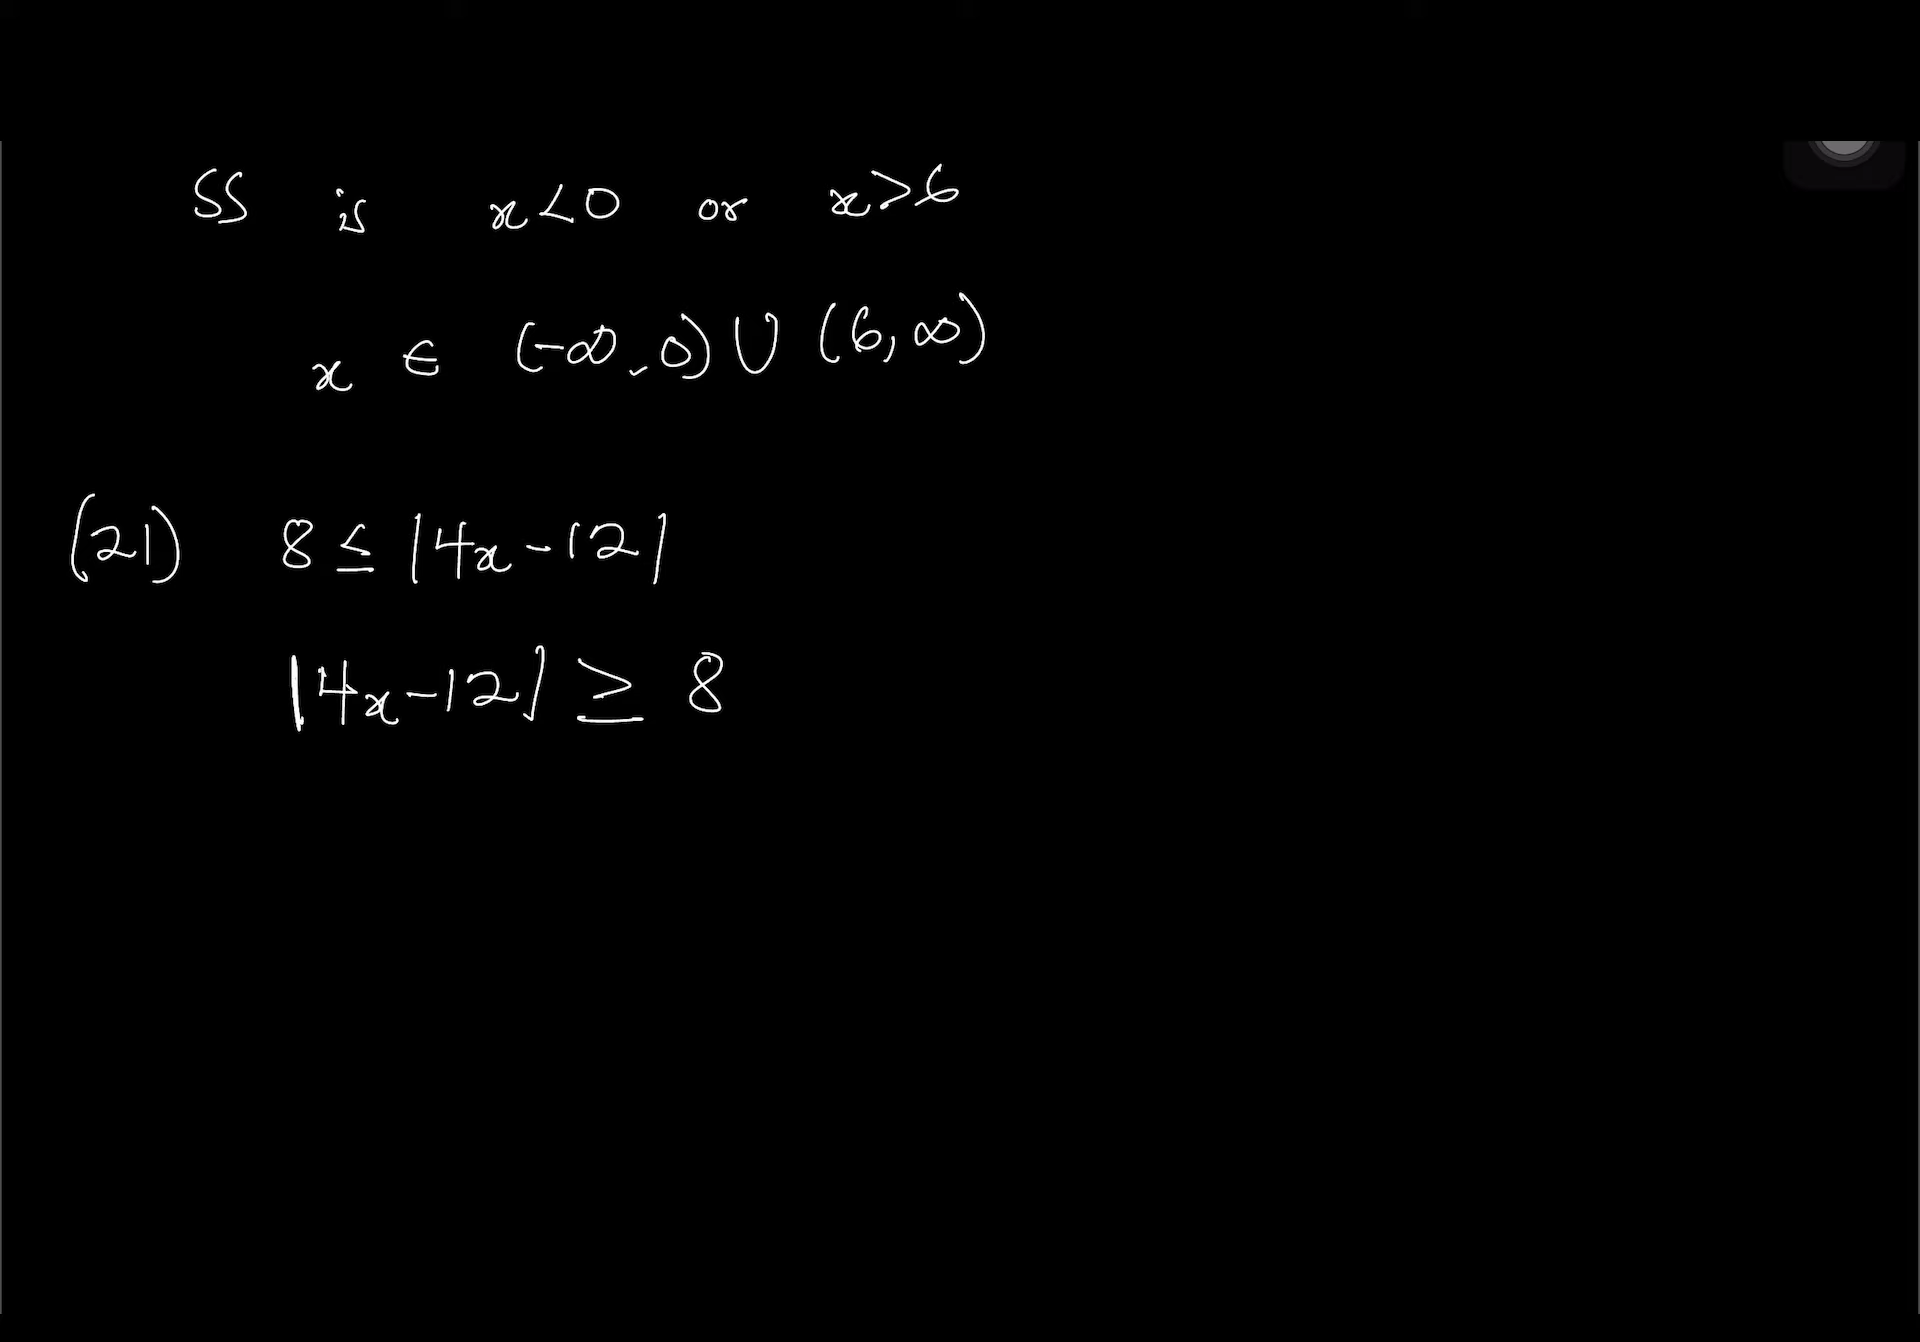 SS is x<0 or x>6
x ∈ (-∞, 0) ∪ (6, ∞)
(21) 8 ≤ |4x-12|
|4x-12| ≥ 8